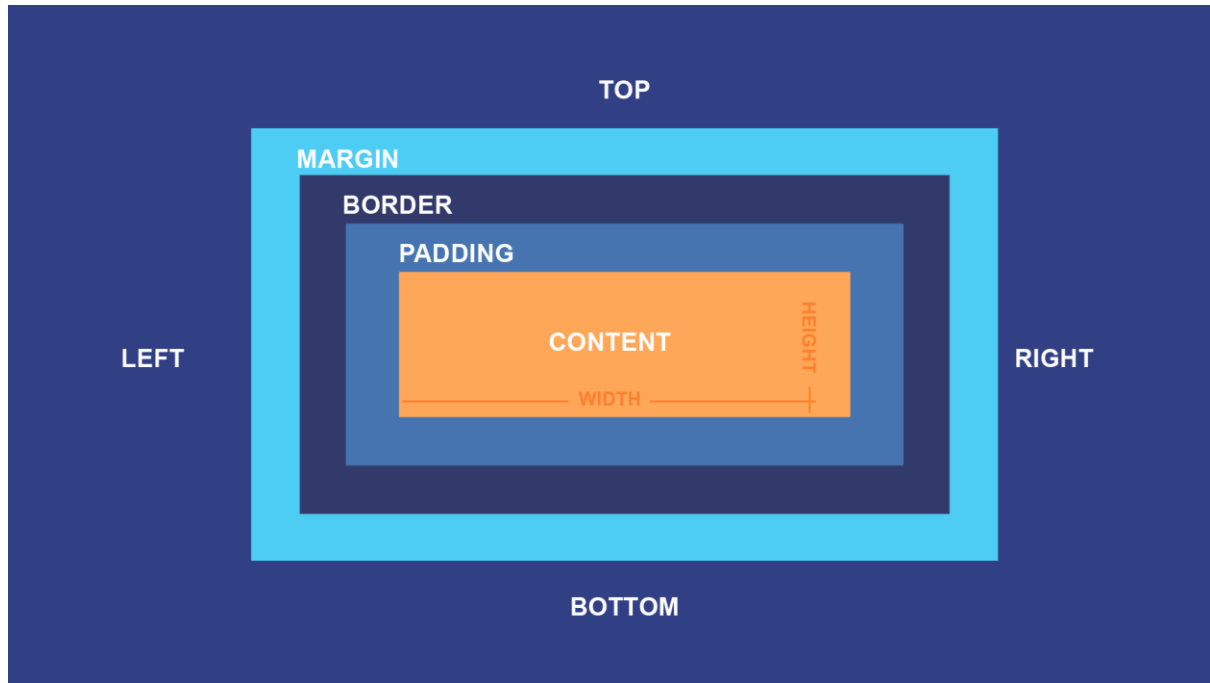 TOP
MARGIN
BORDER
PADDING
HEIGHT
CONTENT
LEFT
RIGHT
WIDTH
BOTTOM